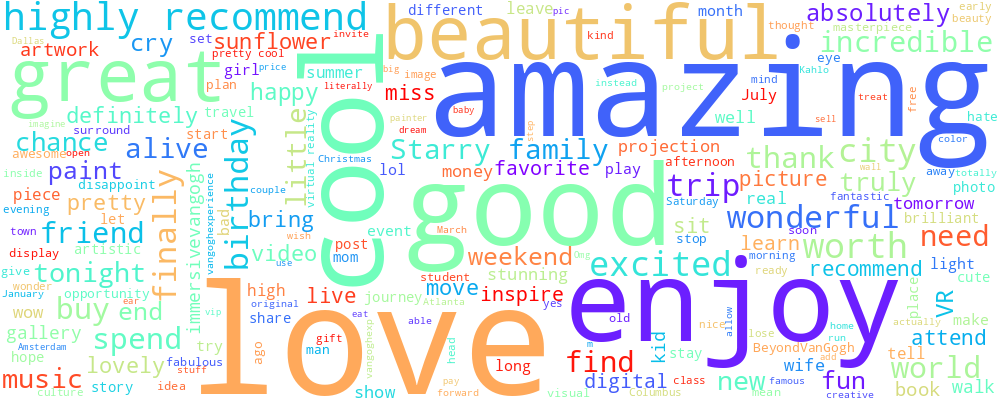 highly recommend
different
leave
pic
month
absolutely
early
beauty
Dallas
artwork
cry
set
sunflower
invite
beautiful
kind
thought
masterpiece
incredible
great
girl
pretty cool
price
summer
cool
big
image
amazing
eye
Kahlo
plan
happy
literally
miss
baby
instead
mind
project
July
treat
free
imagine
definitely
travel
little
painter
dream
step
well
sell
hate
color
surround
start
virtual reality
chance
alive
birthday
Christmas
Starry
family
projection
thank
city
wall
awesome
open
lol
money
favorite
play
afternoon
away
totally
inside
paint
disappoint
immersivevangogh
vangoghexperience
couple
good
trip
picture
truly
photo
piece
pretty
finally
bad
bring
Saturday
real
fantastic
tomorrow
evening
let
wish
event
March
sit
wonderful
soon
brilliant
town
friend
artistic
video
post
mom
weekend
Omg
stop
learn
morning
worth
need
display
use
student
stunning
excited
ready
recommend
light
cute
give
tonight
wonder
opportunity
high
live
journey
Atlanta
move
inspire
yes
enjoy
place
VR
January
wow
buy
end
original
share
vip
gift
eat
able
old
nice
allow
make
Amsterdam
gallery
spend
ear
try
ago
man
vangoghexp
head
love
m
kid
stay
lose
BeyondVanGogh
home
run
actually
attend
hope
lovely
fabulous
stuff
long
find
wife
add
tell
world
music
story
idea
show
pay
forward
visual
digital
Columbus
class
new
famous
mean
fun
creative
book
walk
culture